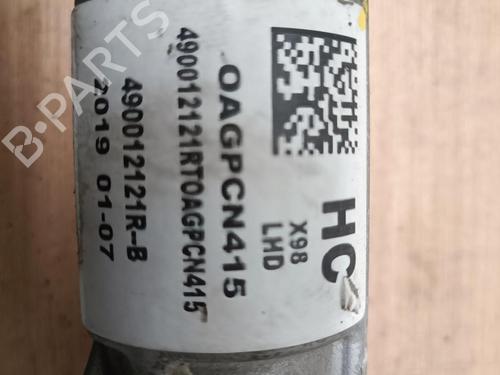 HC
X98
LHD
OAGPCN415
490012121RTOAGPCN415
490012121R-B
2019 01-07
B-PARTS